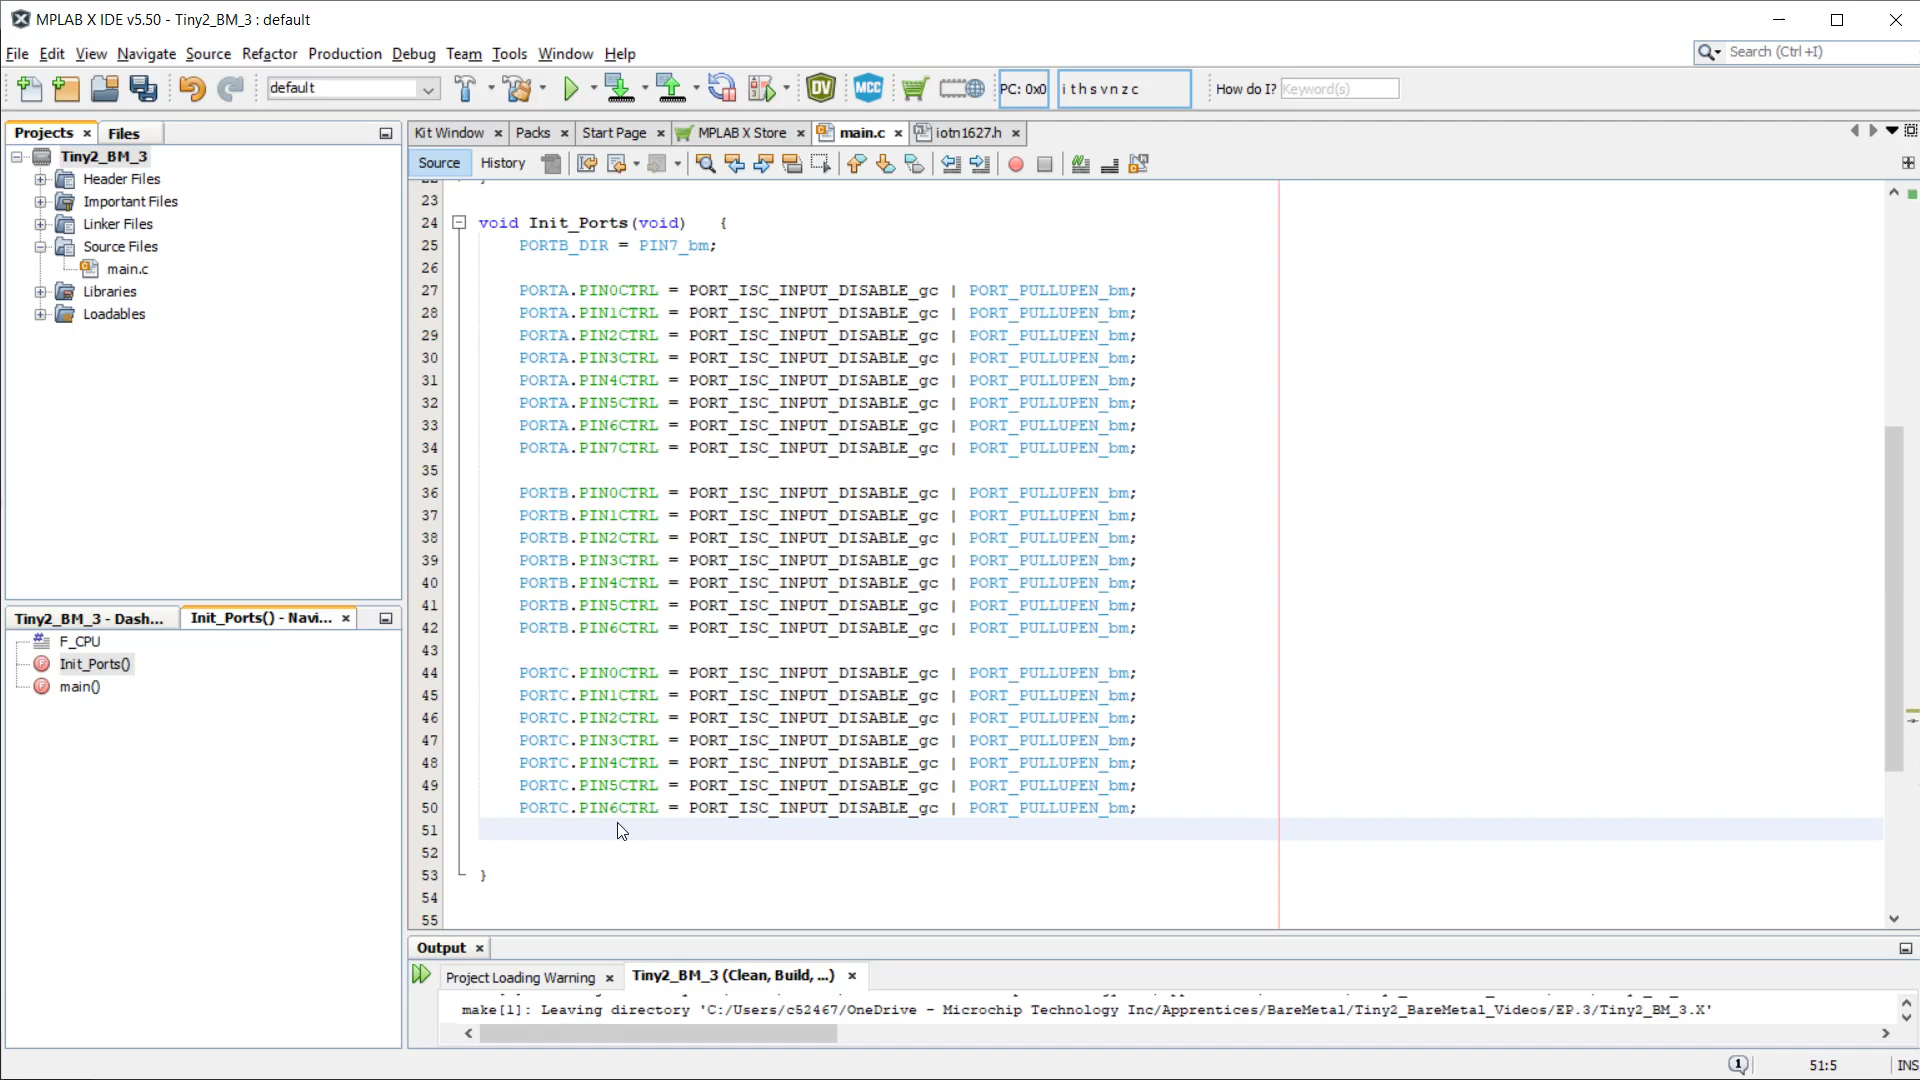 MPLAB X IDE v5.50 - Tiny2_BM_3 : default
File Edit View Navigate Source Refactor Production Debug Team Tools Window Help
Search (Ctrl+I)
default
DV
MCC
PC: 0x0
i t h s v n z c
How do I?
Keyword(s)
Projects
Files
Kit Window
Packs
Start Page
MPLAB X Store
main.c
iotn1627.h
Tiny2_BM_3
Header Files
Important Files
Linker Files
Source Files
main.c
Libraries
Loadables
Source
History
23
24 void Init_Ports(void) {
25 PORTB_DIR = PIN7_bm;
26
27 PORTA.PIN0CTRL = PORT_ISC_INPUT_DISABLE_gc | PORT_PULLUPEN_bm;
28 PORTA.PIN1CTRL = PORT_ISC_INPUT_DISABLE_gc | PORT_PULLUPEN_bm;
29 PORTA.PIN2CTRL = PORT_ISC_INPUT_DISABLE_gc | PORT_PULLUPEN_bm;
30 PORTA.PIN3CTRL = PORT_ISC_INPUT_DISABLE_gc | PORT_PULLUPEN_bm;
31 PORTA.PIN4CTRL = PORT_ISC_INPUT_DISABLE_gc | PORT_PULLUPEN_bm;
32 PORTA.PIN5CTRL = PORT_ISC_INPUT_DISABLE_gc | PORT_PULLUPEN_bm;
33 PORTA.PIN6CTRL = PORT_ISC_INPUT_DISABLE_gc | PORT_PULLUPEN_bm;
34 PORTA.PIN7CTRL = PORT_ISC_INPUT_DISABLE_gc | PORT_PULLUPEN_bm;
35
36 PORTB.PIN0CTRL = PORT_ISC_INPUT_DISABLE_gc | PORT_PULLUPEN_bm;
37 PORTB.PIN1CTRL = PORT_ISC_INPUT_DISABLE_gc | PORT_PULLUPEN_bm;
38 PORTB.PIN2CTRL = PORT_ISC_INPUT_DISABLE_gc | PORT_PULLUPEN_bm;
39 PORTB.PIN3CTRL = PORT_ISC_INPUT_DISABLE_gc | PORT_PULLUPEN_bm;
40 PORTB.PIN4CTRL = PORT_ISC_INPUT_DISABLE_gc | PORT_PULLUPEN_bm;
41 PORTB.PIN5CTRL = PORT_ISC_INPUT_DISABLE_gc | PORT_PULLUPEN_bm;
42 PORTB.PIN6CTRL = PORT_ISC_INPUT_DISABLE_gc | PORT_PULLUPEN_bm;
43
44 PORTC.PIN0CTRL = PORT_ISC_INPUT_DISABLE_gc | PORT_PULLUPEN_bm;
45 PORTC.PIN1CTRL = PORT_ISC_INPUT_DISABLE_gc | PORT_PULLUPEN_bm;
46 PORTC.PIN2CTRL = PORT_ISC_INPUT_DISABLE_gc | PORT_PULLUPEN_bm;
47 PORTC.PIN3CTRL = PORT_ISC_INPUT_DISABLE_gc | PORT_PULLUPEN_bm;
48 PORTC.PIN4CTRL = PORT_ISC_INPUT_DISABLE_gc | PORT_PULLUPEN_bm;
49 PORTC.PIN5CTRL = PORT_ISC_INPUT_DISABLE_gc | PORT_PULLUPEN_bm;
50 PORTC.PIN6CTRL = PORT_ISC_INPUT_DISABLE_gc | PORT_PULLUPEN_bm;
51
52
53 }
54
55
Tiny2_BM_3 - Dash...
Init_Ports() - Navi...
F_CPU
Init_Ports()
main()
Output
Project Loading Warning
Tiny2_BM_3 (Clean, Build, ...)
make[1]: Leaving directory 'C:/Users/c52467/OneDrive - Microchip Technology Inc/Apprentices/BareMetal/Tiny2_BareMetal_Videos/EP.3/Tiny2_BM_3.X'
1
51:5
INS